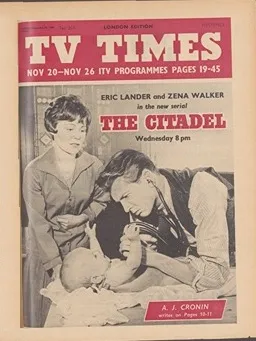 LONDON EDITION
TV TIMES
NOV 20–NOV 26 ITV PROGRAMMES PAGES 19-45
ERIC LANDER and ZENA WALKER
in the new serial
THE CITADEL
Wednesday 8 pm
A. J. CRONIN
writes on Pages 10-11